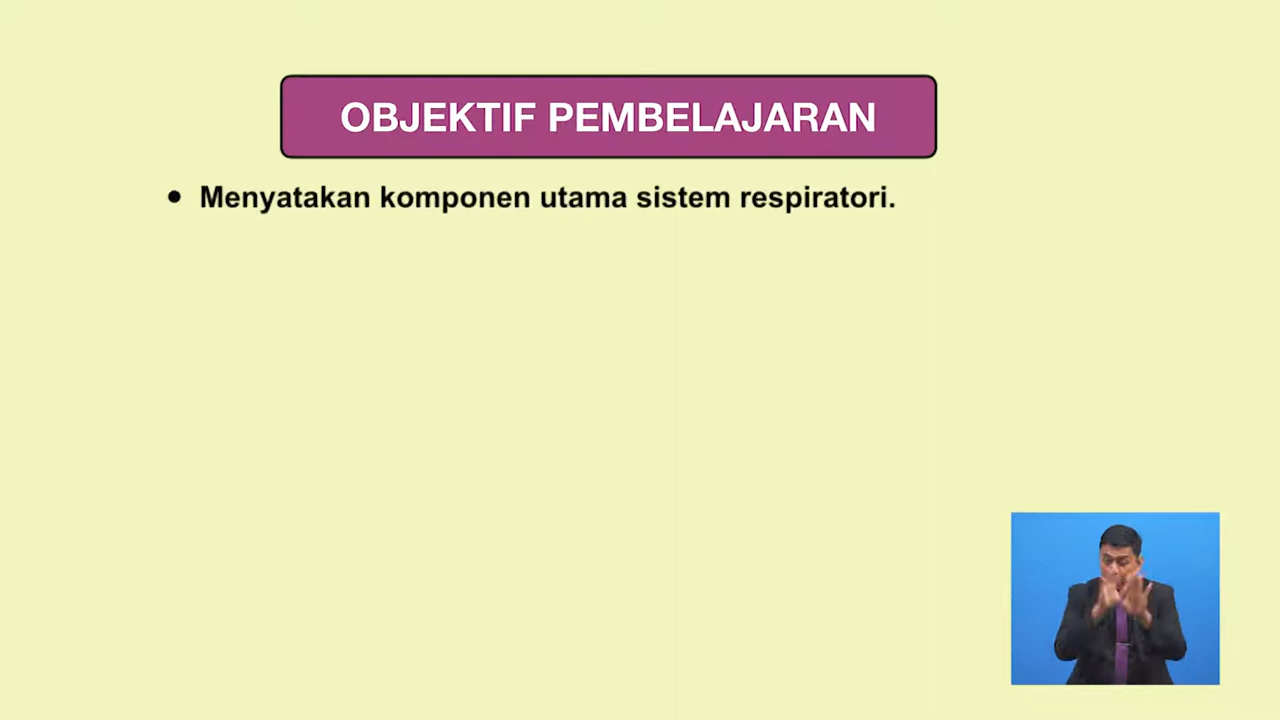 OBJEKTIF PEMBELAJARAN
• Menyatakan komponen utama sistem respiratori.